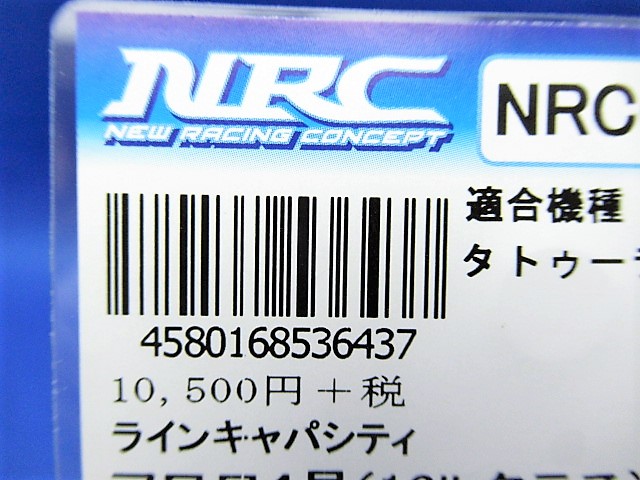 NRC
NEW RACING CONCEPT
NRC
適合機種
タトゥー
4580168536437
10,500円＋税
ラインキャパシティ